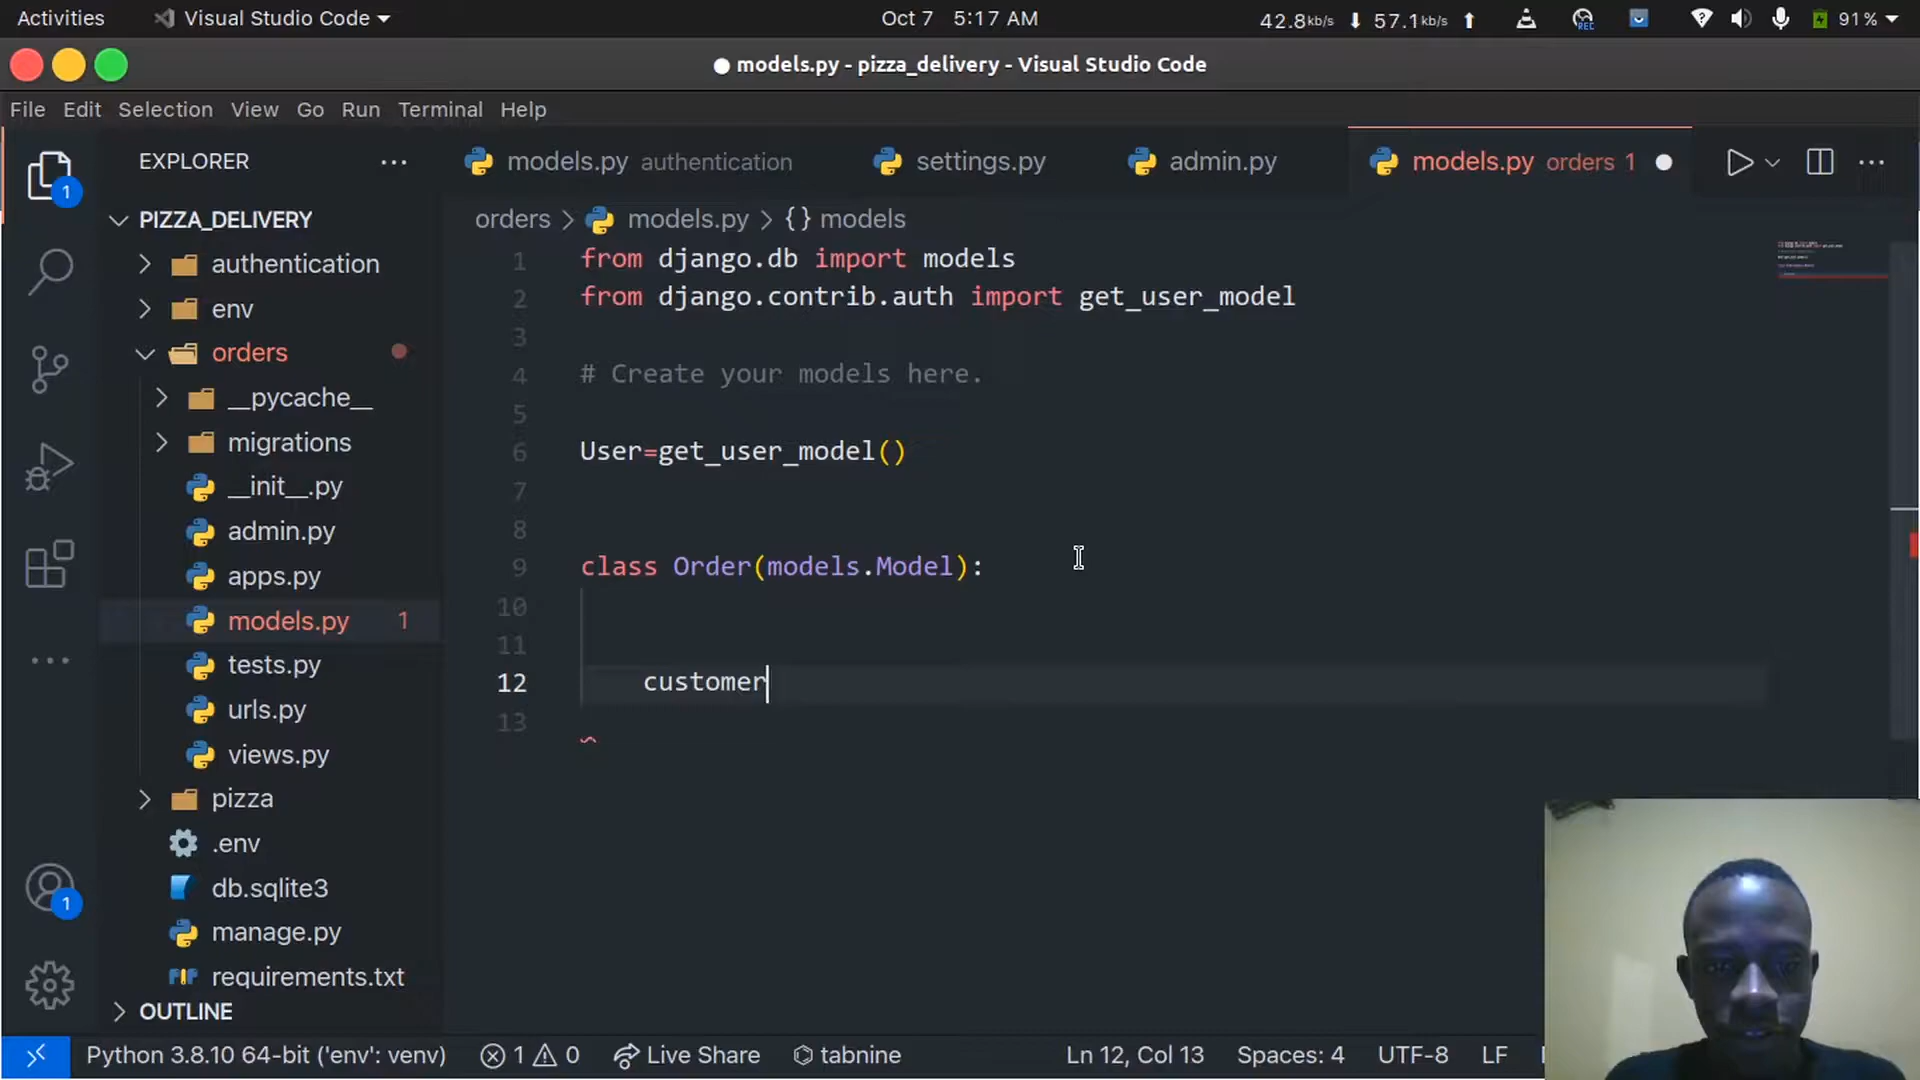 Activities Visual Studio Code Oct 7 5:17 AM 42.8kb/s 57.1kb/s REC 91%
models.py - pizza_delivery - Visual Studio Code
File Edit Selection View Go Run Terminal Help
EXPLORER ... models.py authentication settings.py admin.py models.py orders 1 ...
1
PIZZA_DELIVERY
orders > models.py > {} models
authentication
env
orders
__pycache__
migrations
__init__.py
admin.py
apps.py
models.py 1
tests.py
urls.py
views.py
pizza
.env
db.sqlite3
manage.py
requirements.txt
OUTLINE
1
1 from django.db import models
2 from django.contrib.auth import get_user_model
3
4 # Create your models here.
5
6 User=get_user_model()
7
8
9 class Order(models.Model):
10
11
12 customer
13
Python 3.8.10 64-bit ('env': venv) 1 0 Live Share tabnine Ln 12, Col 13 Spaces: 4 UTF-8 LF